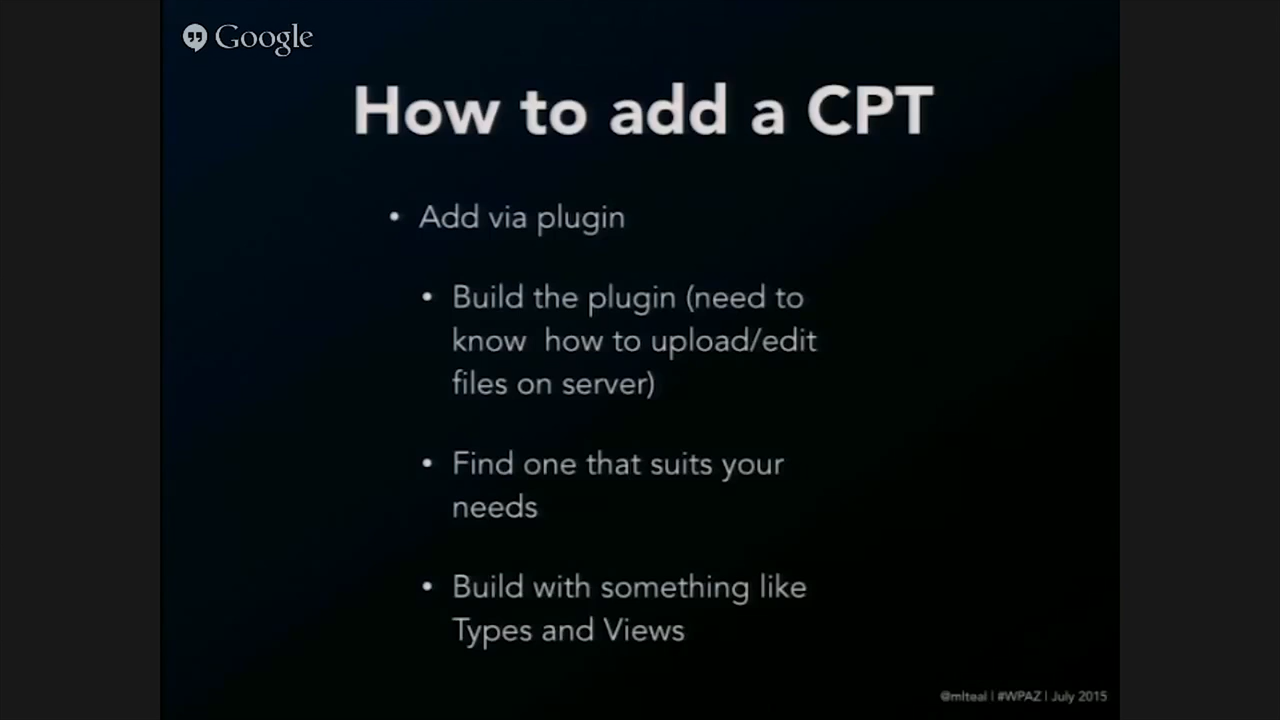 Google
How to add a CPT
• Add via plugin
• Build the plugin (need to
know how to upload/edit
files on server)
• Find one that suits your
needs
• Build with something like
Types and Views
@mlteal | #WPAZ | July 2015